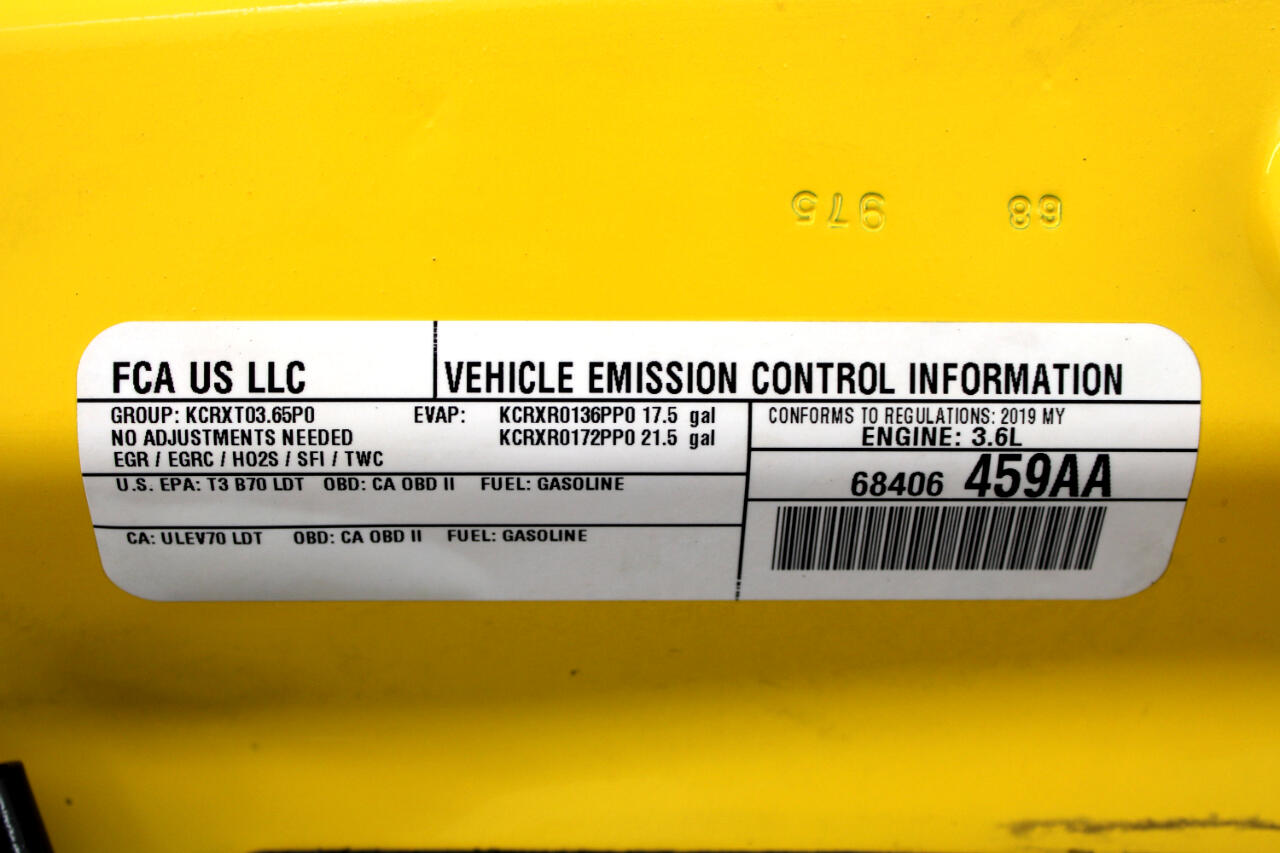 975 68
FCA US LLC VEHICLE EMISSION CONTROL INFORMATION
GROUP: KCRXT03.65P0 EVAP: KCRXR0136PP0 17.5 gal
NO ADJUSTMENTS NEEDED KCRXR0172PP0 21.5 gal
EGR / EGRC / HO2S / SFI / TWC
U.S. EPA: T3 B70 LDT OBD: CA OBD II FUEL: GASOLINE
CA: ULEV70 LDT OBD: CA OBD II FUEL: GASOLINE
CONFORMS TO REGULATIONS: 2019 MY
ENGINE: 3.6L
68406 459AA